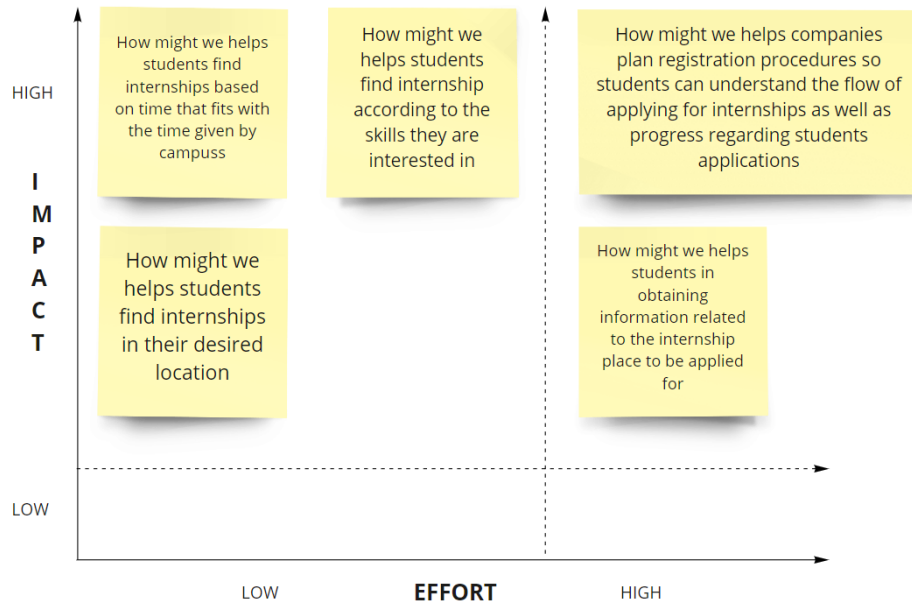 How might we helps
students find
internships based
on time that fits with
the time given by
campuss
How might we
helps students
find internship
according to the
skills they are
interested in
How might we helps companies
plan registration procedures so
students can understand the flow of
applying for internships as well as
progress regarding students
applications
HIGH
I
M
P
A
C
T
How might we
helps students
find internships
in their desired
location
How might we helps
students in
obtaining
information related
to the internship
place to be applied
for
LOW
LOW
EFFORT
HIGH